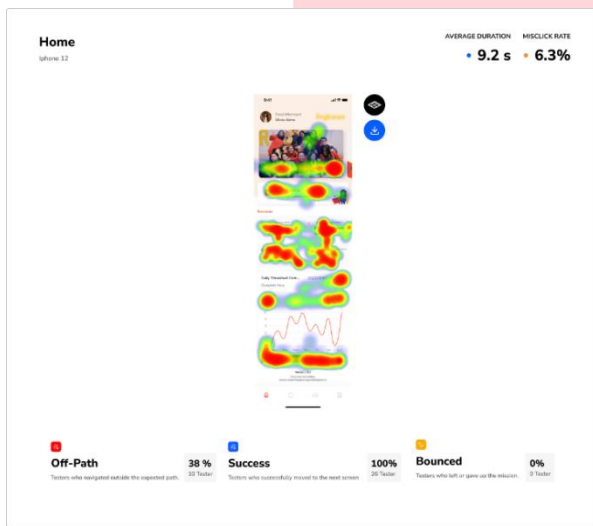 Home
Iphone 12
AVERAGE DURATION MISCLICK RATE
9.2 s 6.3%
9:41
Off-Path
38 %
10 Tester
Testers who navigated outside the expected path.
Success
100%
26 Tester
Testers who successfully moved to the next screen
Bounced
0%
0 Tester
Testers who left or gave up the mission.